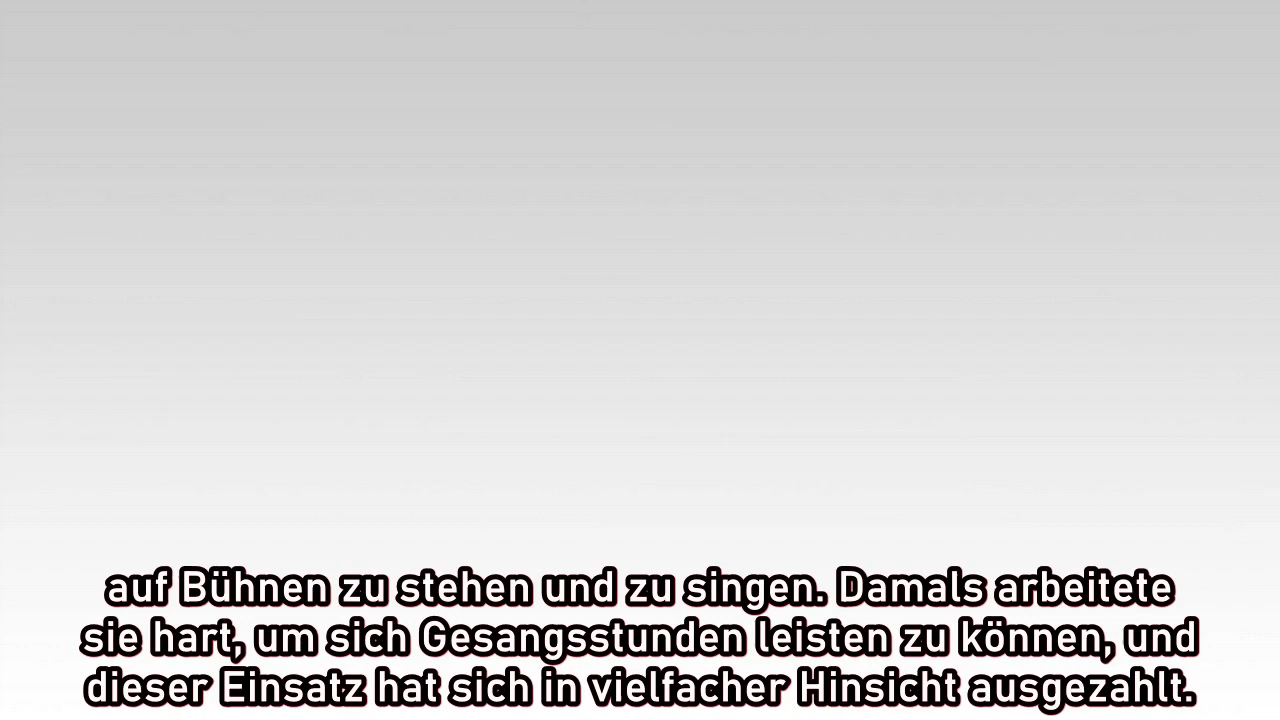 auf Bühnen zu stehen und zu singen. Damals arbeitete
sie hart, um sich Gesangsstunden leisten zu können, und
dieser Einsatz hat sich in vielfacher Hinsicht ausgezahlt.